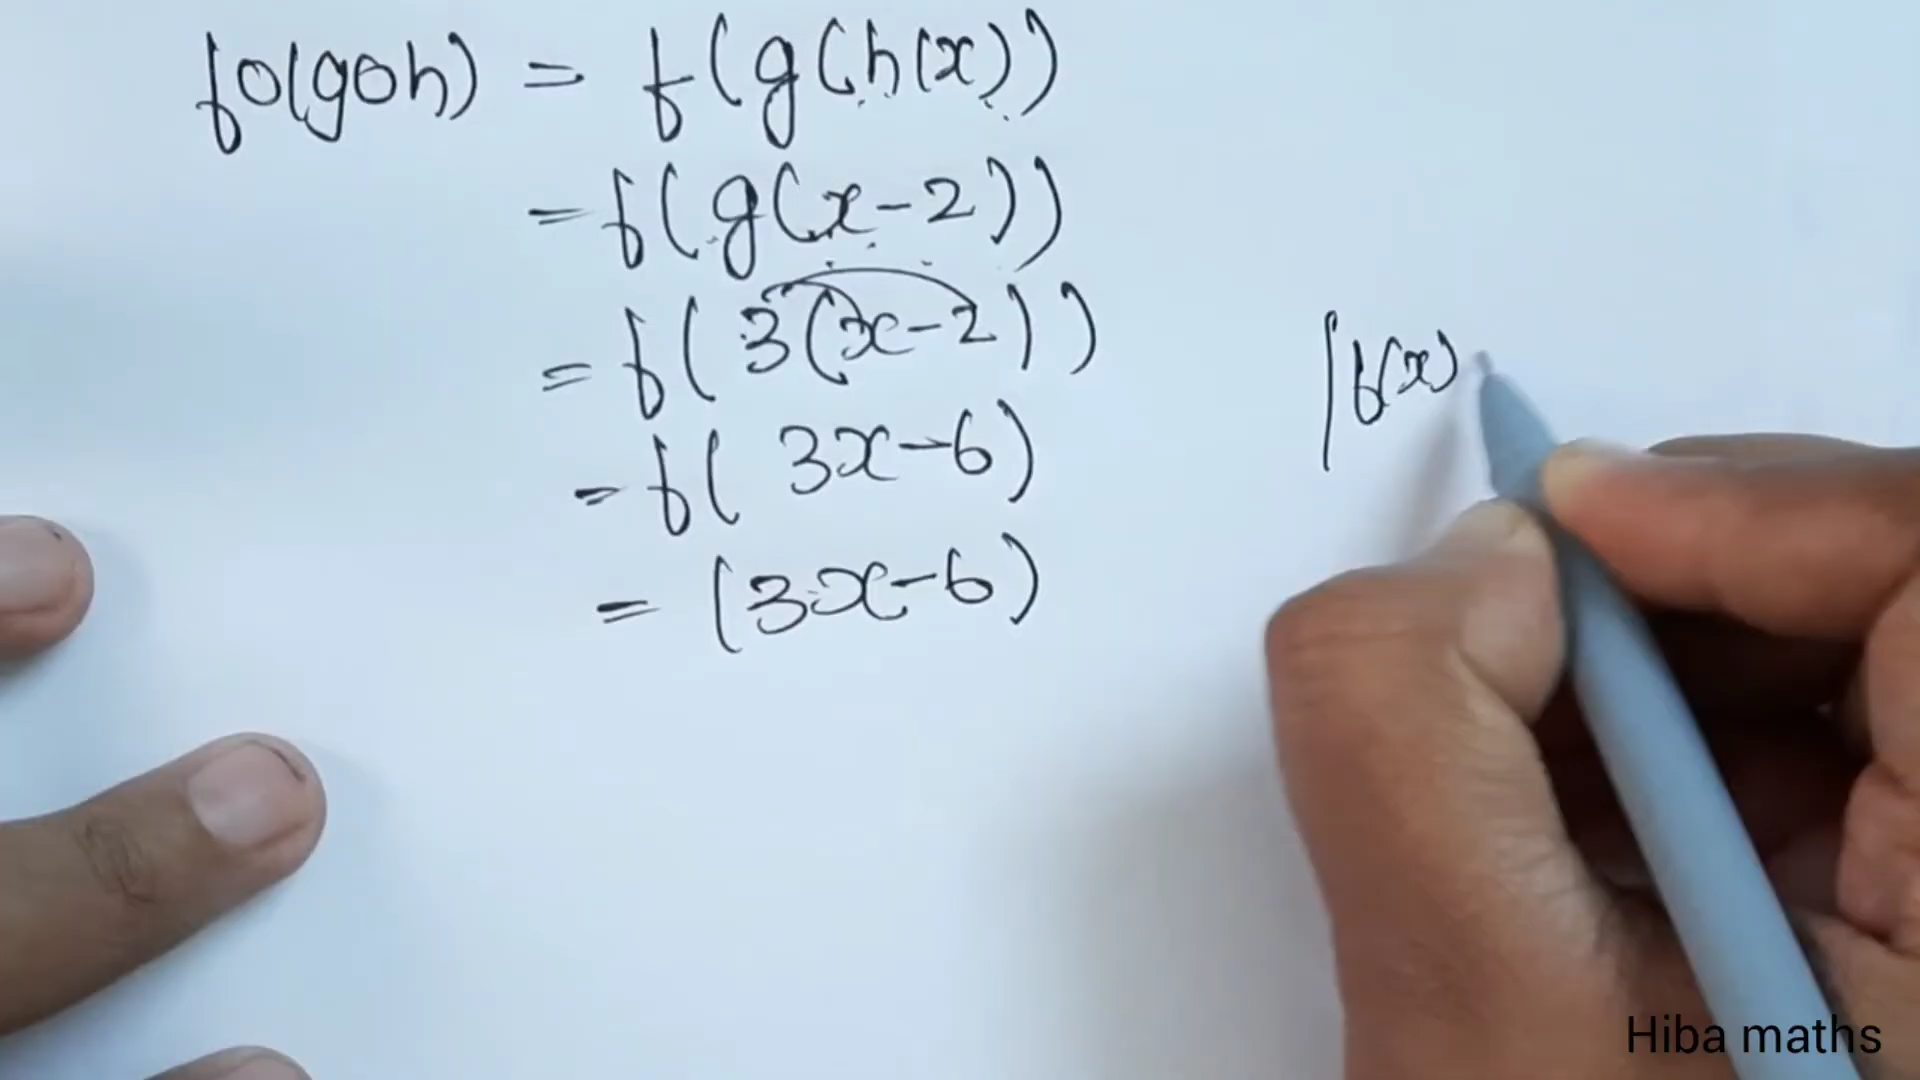 fo(goh) = f(g(h(x))
= f(g(x-2))
= f(3(x-2))
= f(3x-6)
= (3x-6)
f(x)
Hiba maths